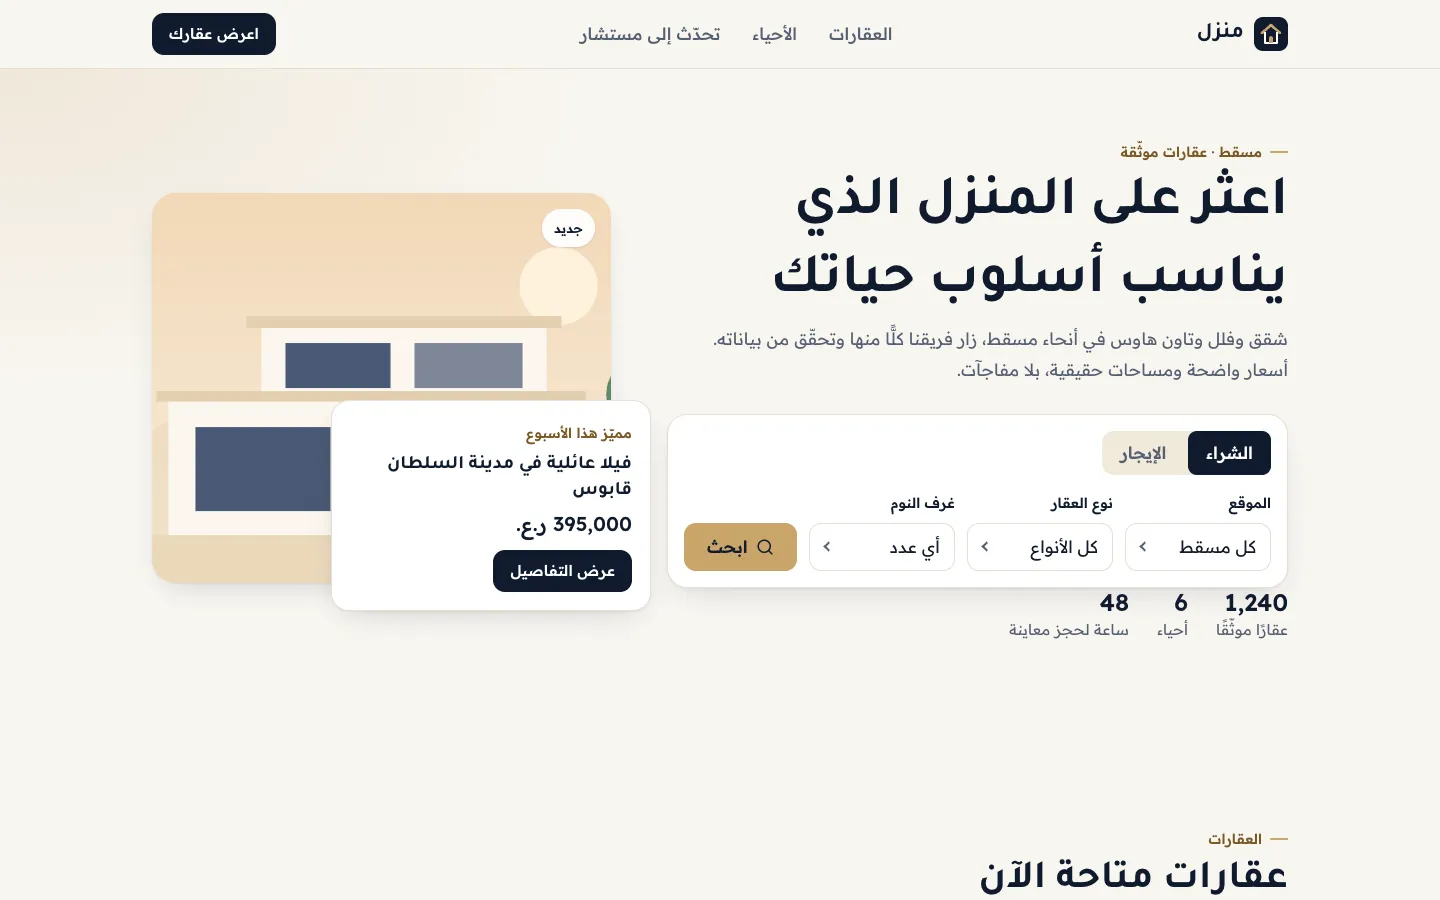 منزل
العقارات
الأحياء
تحدّث إلى مستشار
اعرض عقارك
مسقط · عقارات موثّقة
اعثر على المنزل الذي
يناسب أسلوب حياتك
شقق وفلل وتاون هاوس في أنحاء مسقط، زار فريقنا كلًّا منها وتحقّق من بياناته.
أسعار واضحة ومساحات حقيقية، بلا مفاجآت.
الشراء
الإيجار
الموقع
نوع العقار
غرف النوم
كل مسقط
كل الأنواع
أي عدد
ابحث
1,240
عقارًا موثّقًا
6
أحياء
48
ساعة لحجز معاينة
جديد
مميّز هذا الأسبوع
فيلا عائلية في مدينة السلطان
قابوس
395,000 ر.ع.
عرض التفاصيل
العقارات
عقارات متاحة الآن